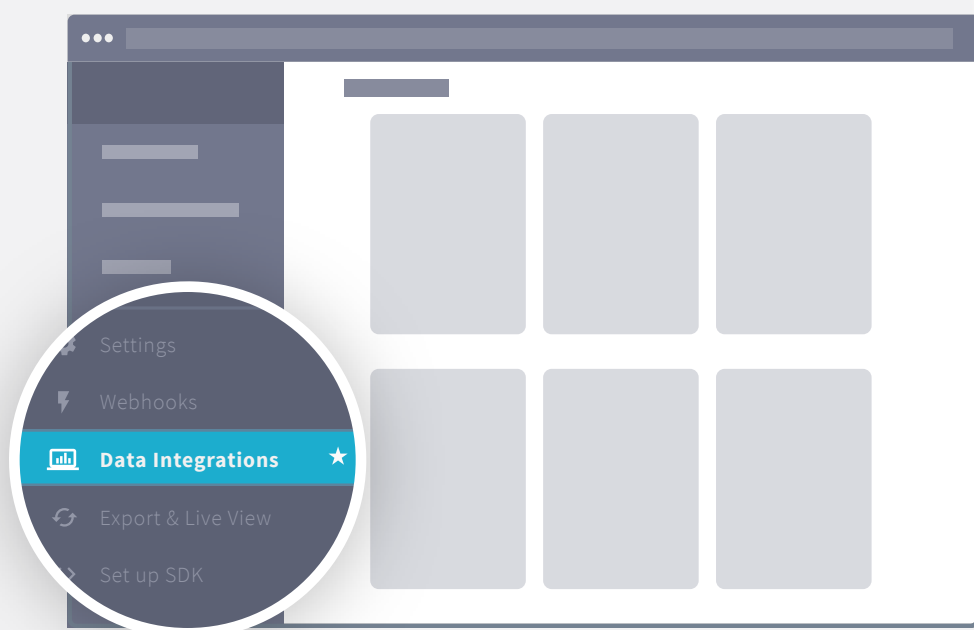 Settings
Webhooks
Data Integrations
Export & Live View
Set up SDK